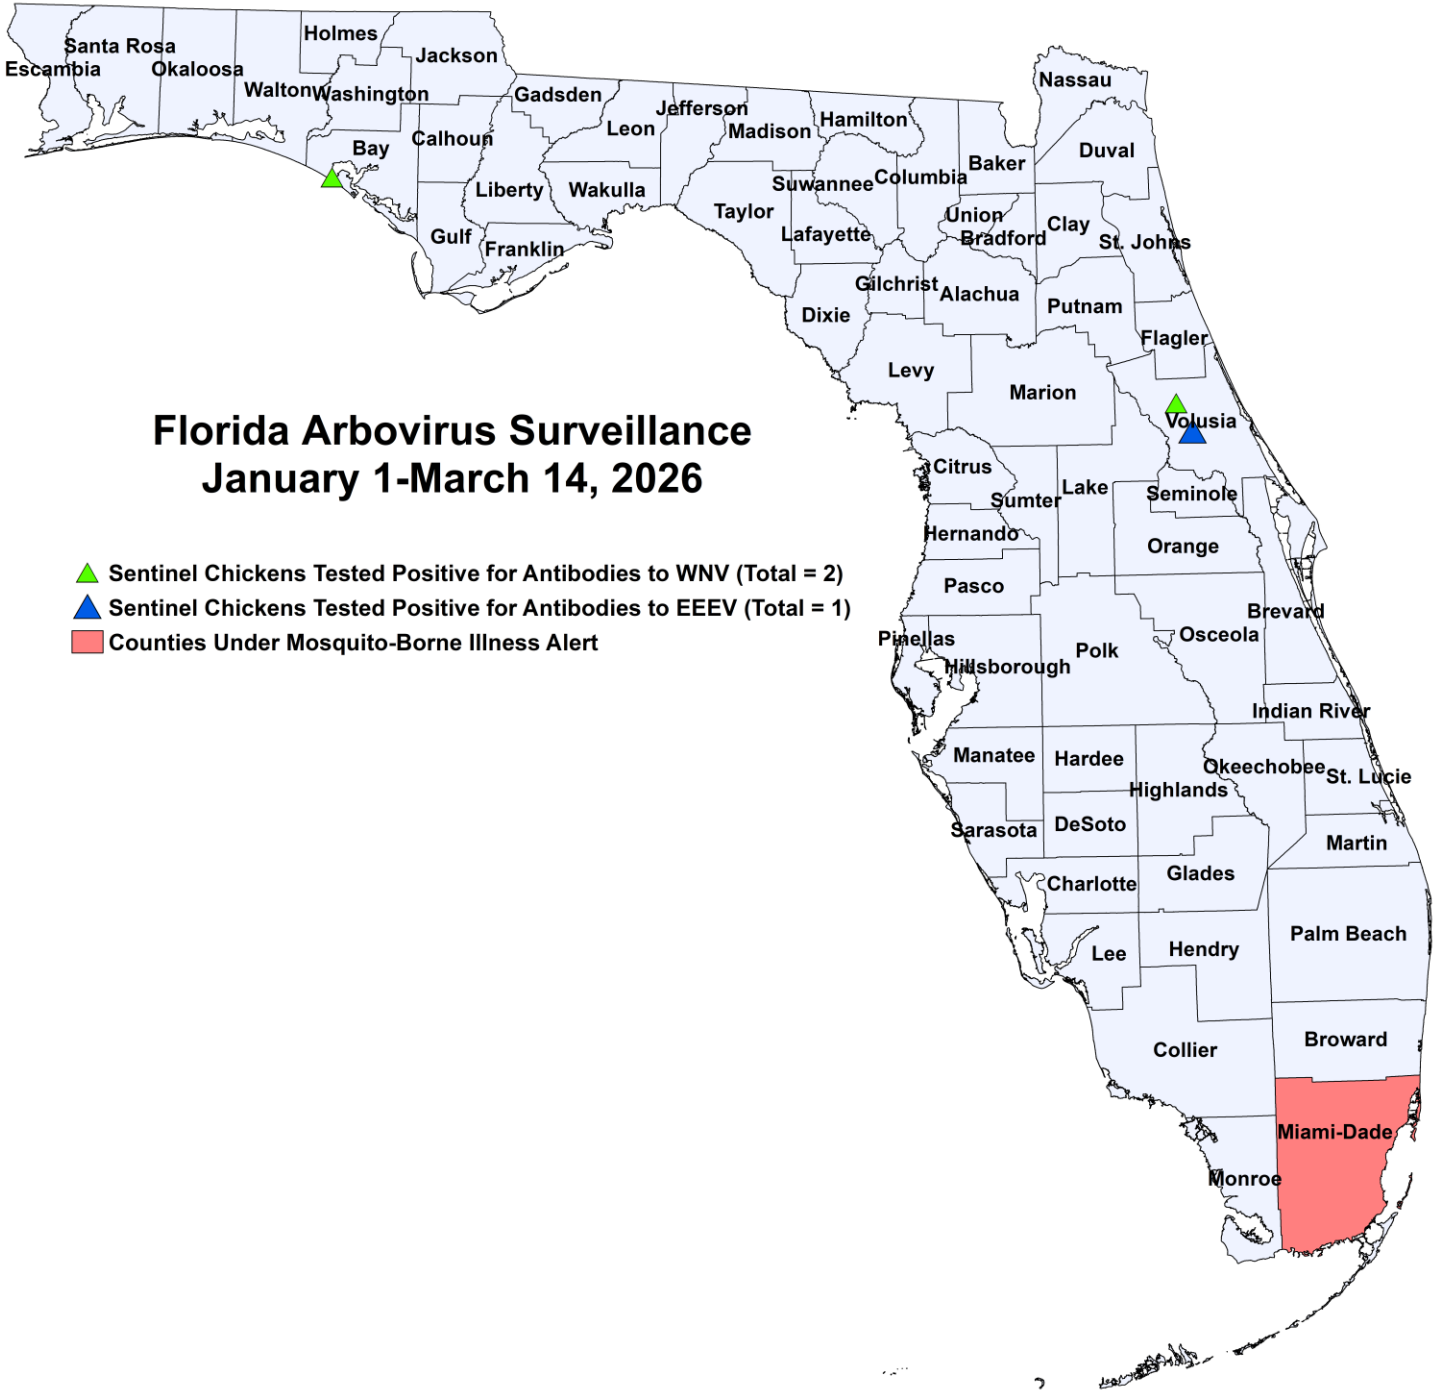 Holmes
Santa Rosa
Jackson
Escambia
Okaloosa
Walton
Washington
Gadsden
Nassau
Jefferson
Hamilton
Leon
Madison
Calhoun
Bay
Duval
Baker
Suwannee
Columbia
Liberty
Wakulla
Taylor
Union
Clay
Lafayette
Bradford
St. Johns
Gulf
Franklin
Gilchrist
Alachua
Putnam
Dixie
Flagler
Levy
Marion
Florida Arbovirus Surveillance
January 1-March 14, 2026
Volusia
Citrus
Sumter
Lake
Seminole
Hernando
Orange
Sentinel Chickens Tested Positive for Antibodies to WNV (Total = 2)
Sentinel Chickens Tested Positive for Antibodies to EEEV (Total = 1)
Counties Under Mosquito-Borne Illness Alert
Pasco
Brevard
Pinellas
Osceola
Hillsborough
Polk
Indian River
Manatee
Hardee
Okeechobee
St. Lucie
Highlands
Sarasota
DeSoto
Martin
Charlotte
Glades
Palm Beach
Lee
Hendry
Broward
Collier
Miami-Dade
Monroe